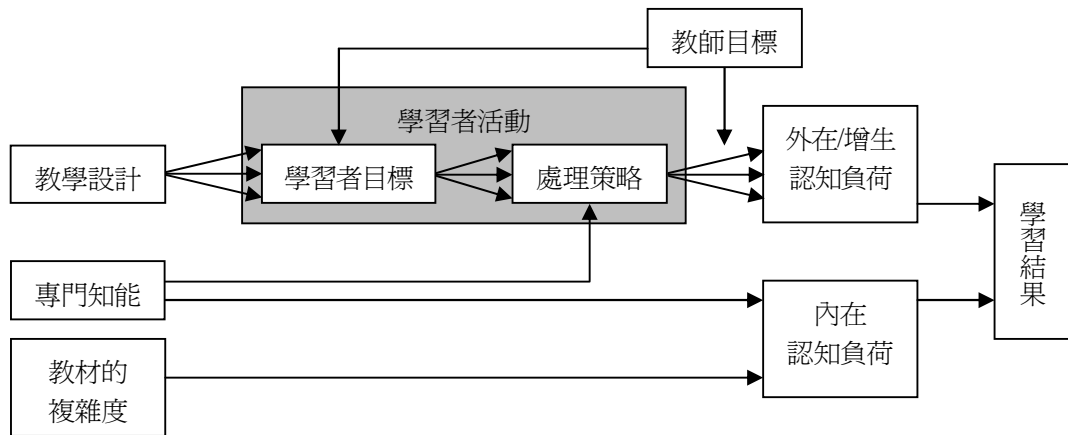 教師目標
學習者活動
教學設計
學習者目標
處理策略
外在/增生
認知負荷
學習結果
專門知能
內在
認知負荷
教材的
複雜度